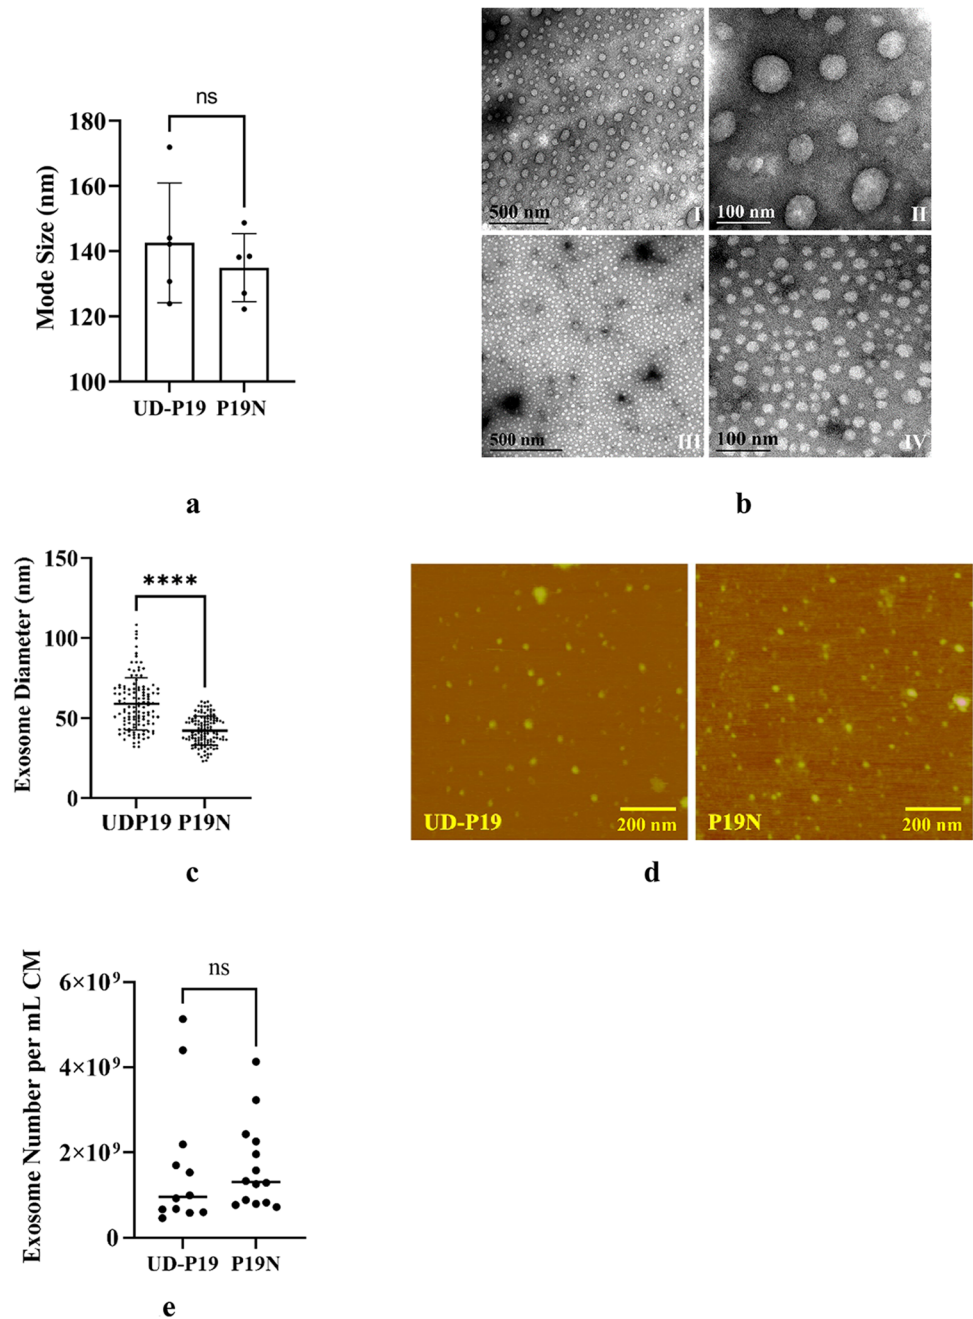 ns
180
160
140
120
100
Mode Size (nm)
UD-P19 P19N
a
500 nm I
100 nm II
500 nm III
100 nm IV
b
150
100
50
0
Exosome Diameter (nm)
****
UDP19 P19N
c
UD-P19 200 nm
P19N 200 nm
d
ns
6×10⁹
4×10⁹
2×10⁹
0
Exosome Number per mL CM
UD-P19 P19N
e